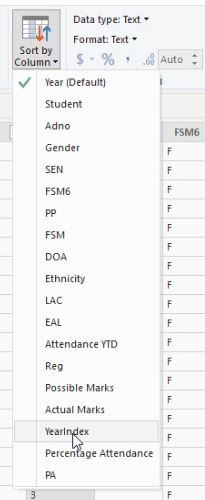 Sort by
Column
Data type: Text
Format: Text
$ % , .00 Auto
Year (Default)
FSM6
Student
Adno
Gender
F
SEN
F
FSM6
F
PP
F
FSM
F
DOA
F
Ethnicity
F
LAC
F
EAL
F
Attendance YTD
F
Reg
F
Possible Marks
F
Actual Marks
F
YearIndex
F
Percentage Attendance
F
PA
F
3
F